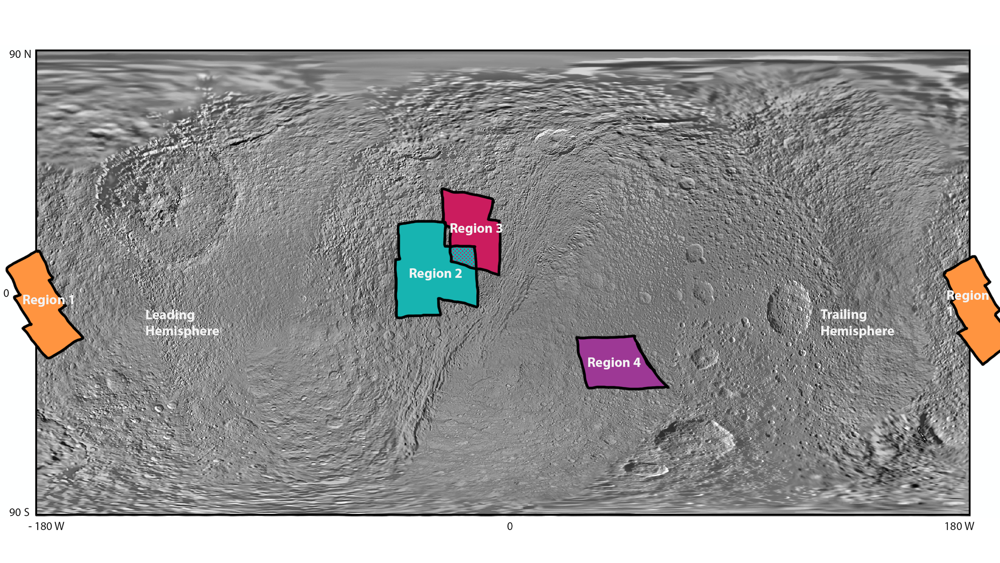 90 N
Region 3
Region 2
0
Region 1
Region
1
Leading
Hemisphere
Trailing
Hemisphere
Region 4
90 S
- 180 W
0
180 W